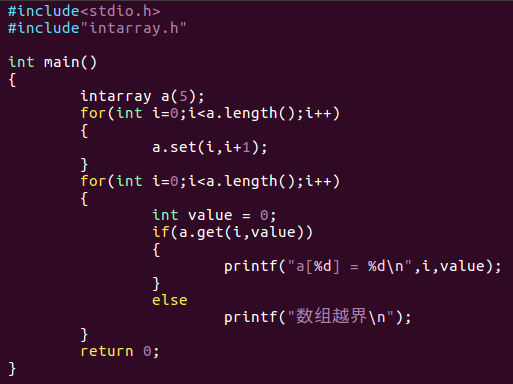 #include<stdio.h>
#include"intarray.h"

int main()
{
        intarray a(5);
        for(int i=0;i<a.length();i++)
        {
                a.set(i,i+1);
        }
        for(int i=0;i<a.length();i++)
        {
                int value = 0;
                if(a.get(i,value))
                {
                        printf("a[%d] = %d\n",i,value);
                }
                else
                        printf("数组越界\n");
        }
        return 0;
}